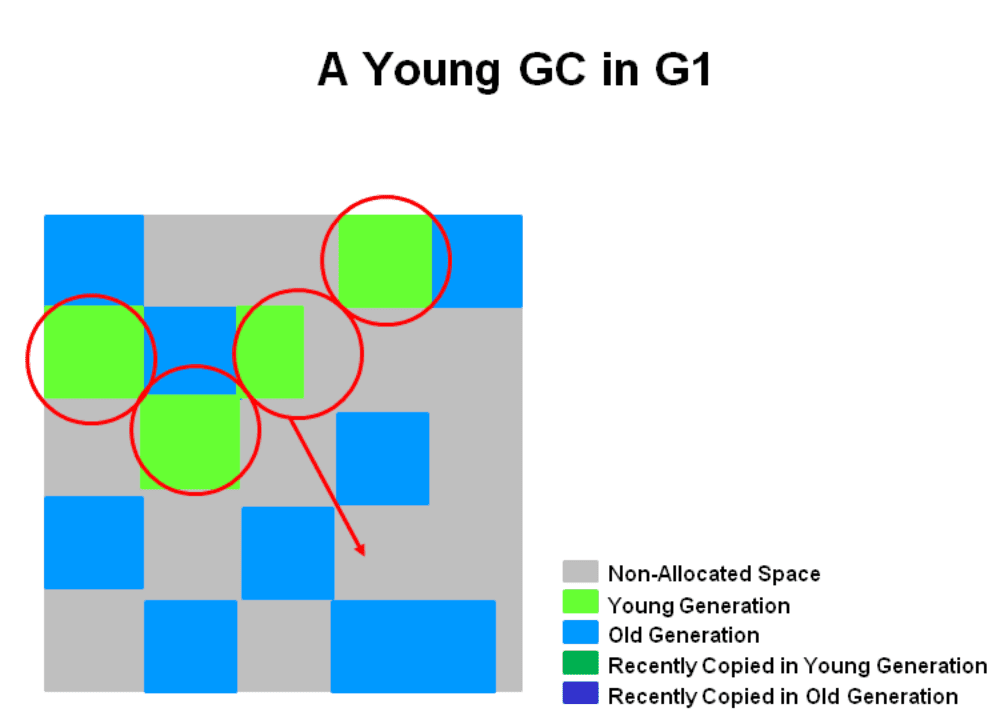 A Young GC in G1
Non-Allocated Space
Young Generation
Old Generation
Recently Copied in Young Generation
Recently Copied in Old Generation